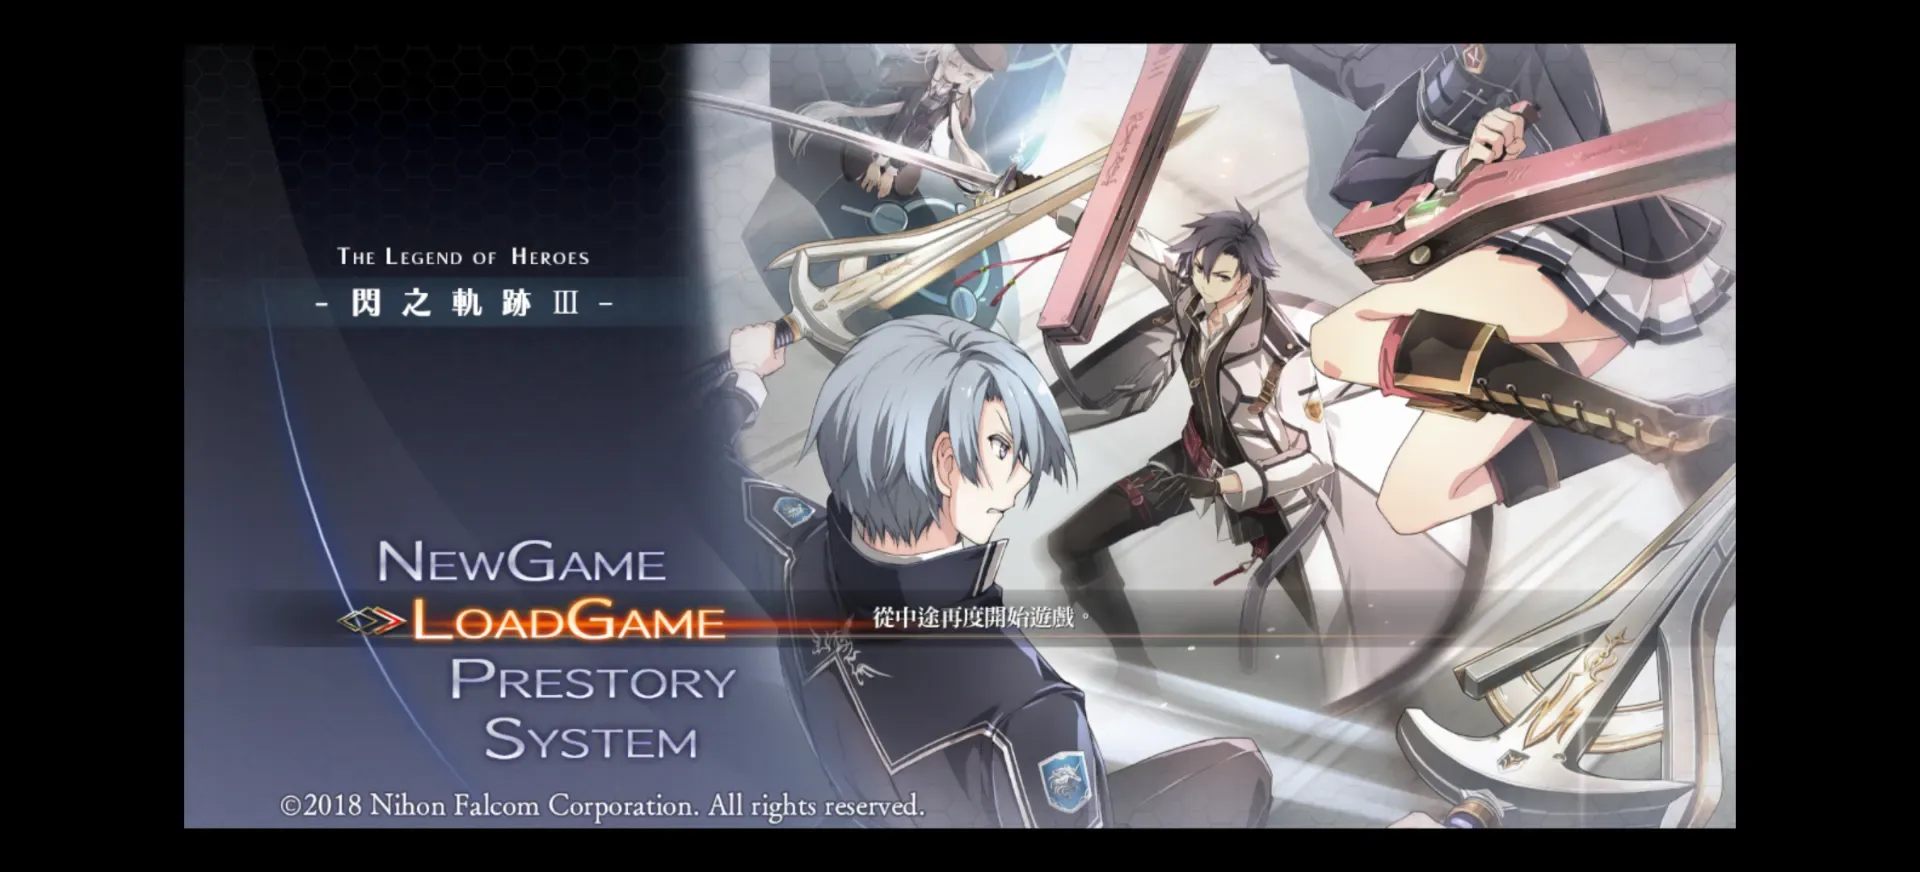 The Legend of Heroes
- 閃之軌跡 III -
NewGame
LoadGame
從中途再度開始遊戲。
Prestory
System
©2018 Nihon Falcom Corporation. All rights reserved.